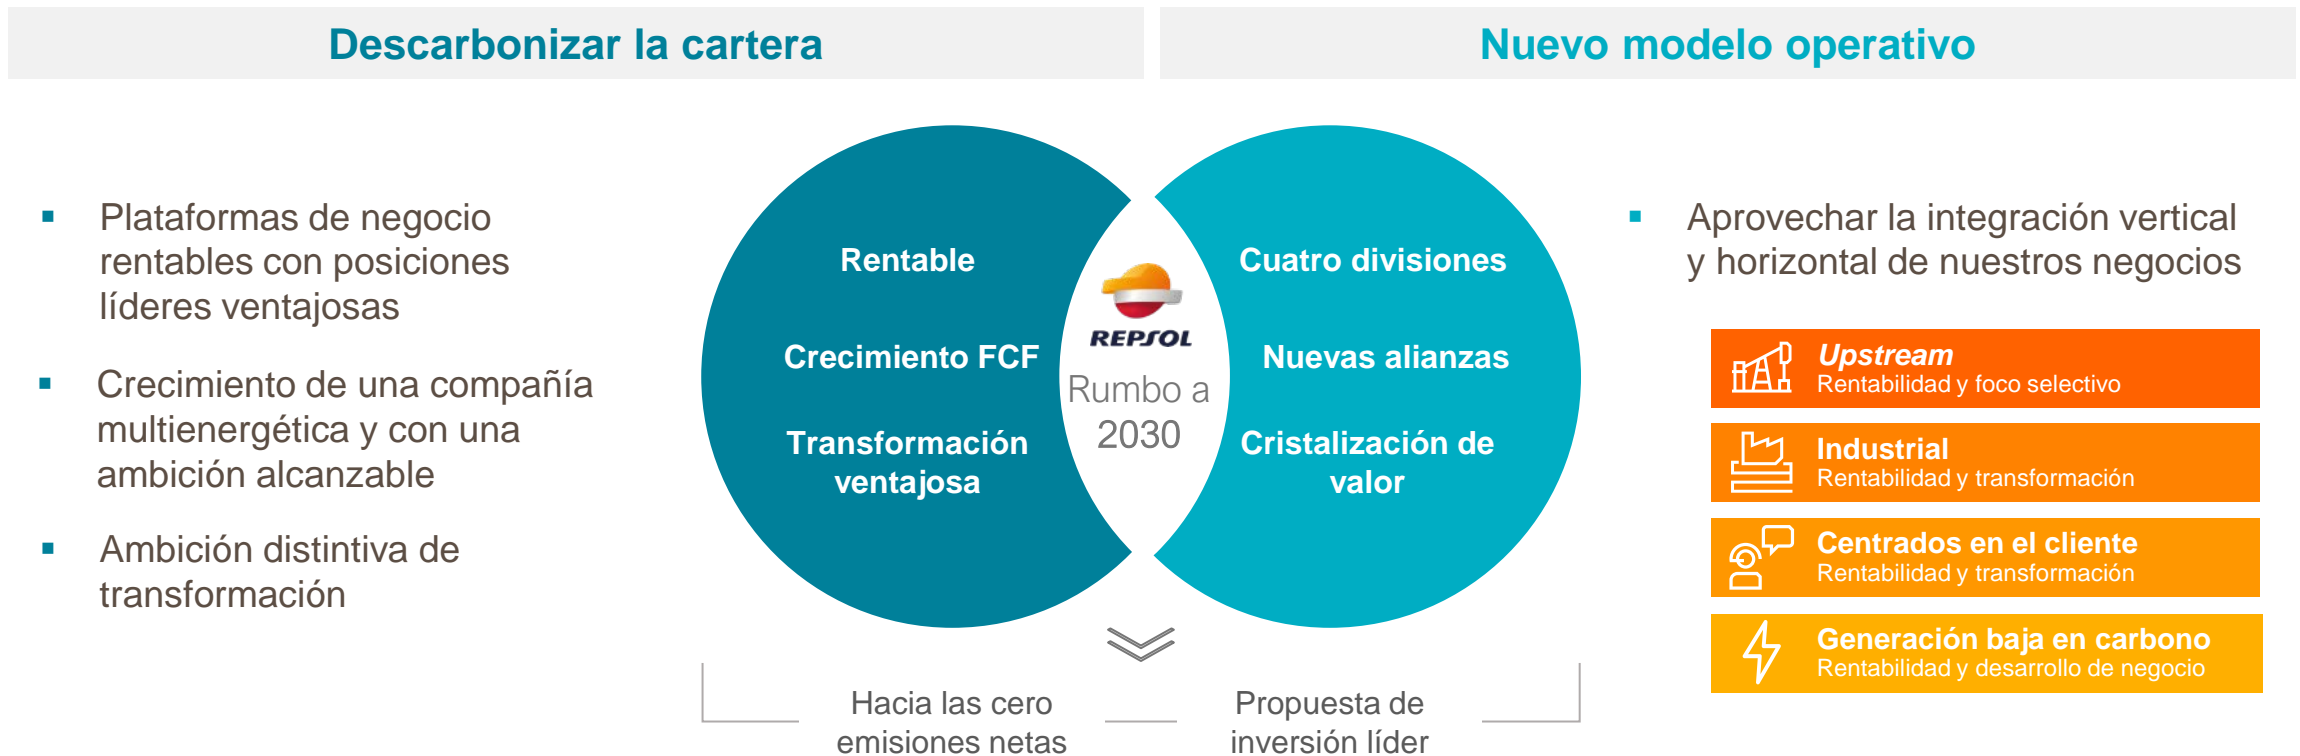 Descarbonizar la cartera
Nuevo modelo operativo
Plataformas de negocio
rentables con posiciones
líderes ventajosas
Crecimiento de una compañía
multienergética y con una
ambición alcanzable
Ambición distintiva de
transformación
Rentable
Crecimiento FCF
Transformación
ventajosa
REPSOL
Rumbo a
2030
Cuatro divisiones
Nuevas alianzas
Cristalización de
valor
Aprovechar la integración vertical
y horizontal de nuestros negocios
Upstream
Rentabilidad y foco selectivo
Industrial
Rentabilidad y transformación
Centrados en el cliente
Rentabilidad y transformación
Generación baja en carbono
Rentabilidad y desarrollo de negocio
Hacia las cero
emisiones netas
Propuesta de
inversión líder